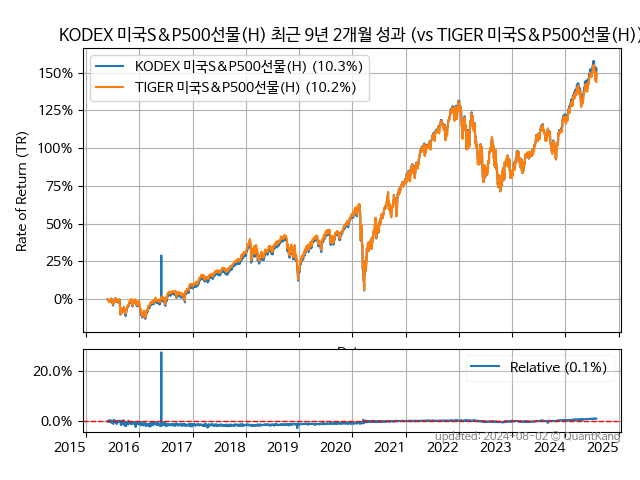 KODEX 미국S&P500선물(H) 최근 9년 2개월 성과 (vs TIGER 미국S&P500선물(H))
KODEX 미국S&P500선물(H) (10.3%)
TIGER 미국S&P500선물(H) (10.2%)
Rate of Return (TR)
150%
125%
100%
75%
50%
25%
0%
Relative (0.1%)
20.0%
0.0%
2015 2016 2017 2018 2019 2020 2021 2022 2023 2024 2025
updated: 2024-08-02 © QuantKang